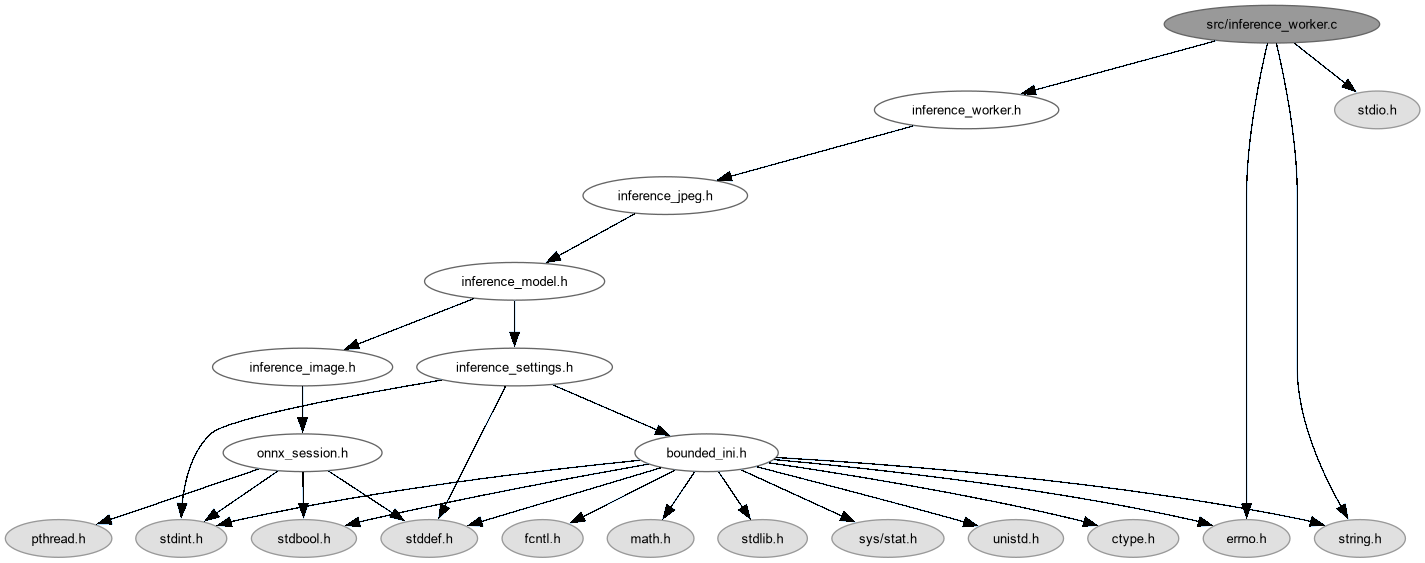 src/inference_worker.c
inference_worker.h
stdio.h
inference_jpeg.h
inference_model.h
inference_image.h
inference_settings.h
onnx_session.h
bounded_ini.h
pthread.h
stdint.h
stdbool.h
stddef.h
fcntl.h
math.h
stdlib.h
sys/stat.h
unistd.h
ctype.h
errno.h
string.h